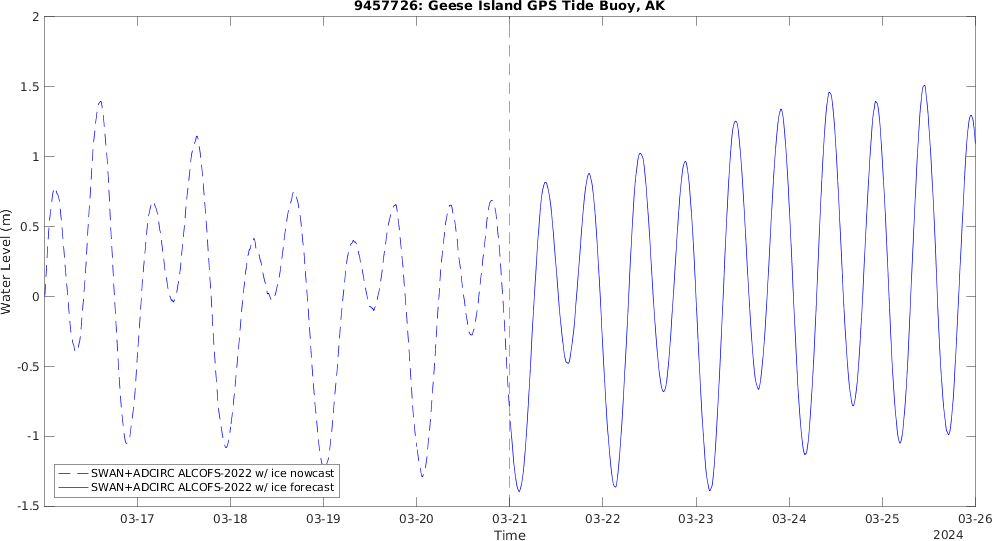 9457726: Geese Island GPS Tide Buoy, AK
2
1.5
1
0.5
0
-0.5
-1
-1.5
Water Level (m)
SWAN+ADCIRC ALCOFS-2022 w/ ice nowcast
SWAN+ADCIRC ALCOFS-2022 w/ ice forecast
03-17 03-18 03-19 03-20 03-21 03-22 03-23 03-24 03-25 03-26
Time
2024